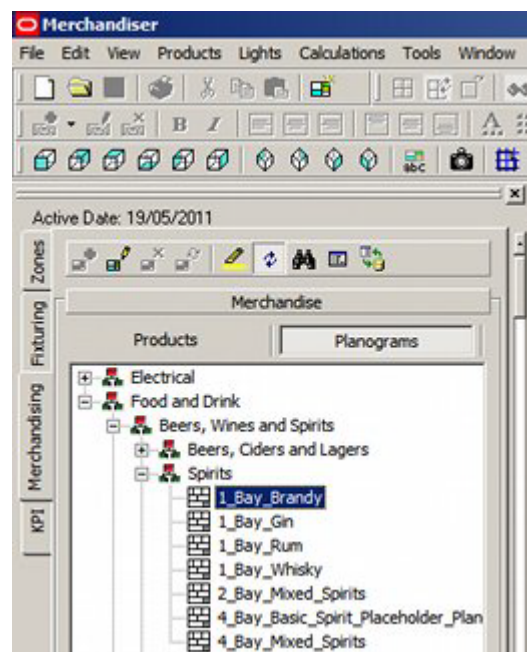 Merchandiser
File Edit View Products Lights Calculations Tools Window
B I A
abc
Active Date: 19/05/2011
Zones
Fixturing
Merchandising
KPI
Merchandise
Products Planograms
Electrical
Food and Drink
Beers, Wines and Spirits
Beers, Ciders and Lagers
Spirits
1_Bay_Brandy
1_Bay_Gin
1_Bay_Rum
1_Bay_Whisky
2_Bay_Mixed_Spirits
4_Bay_Basic_Spirit_Placeholder_Plan
4_Bay_Mixed_Spirits